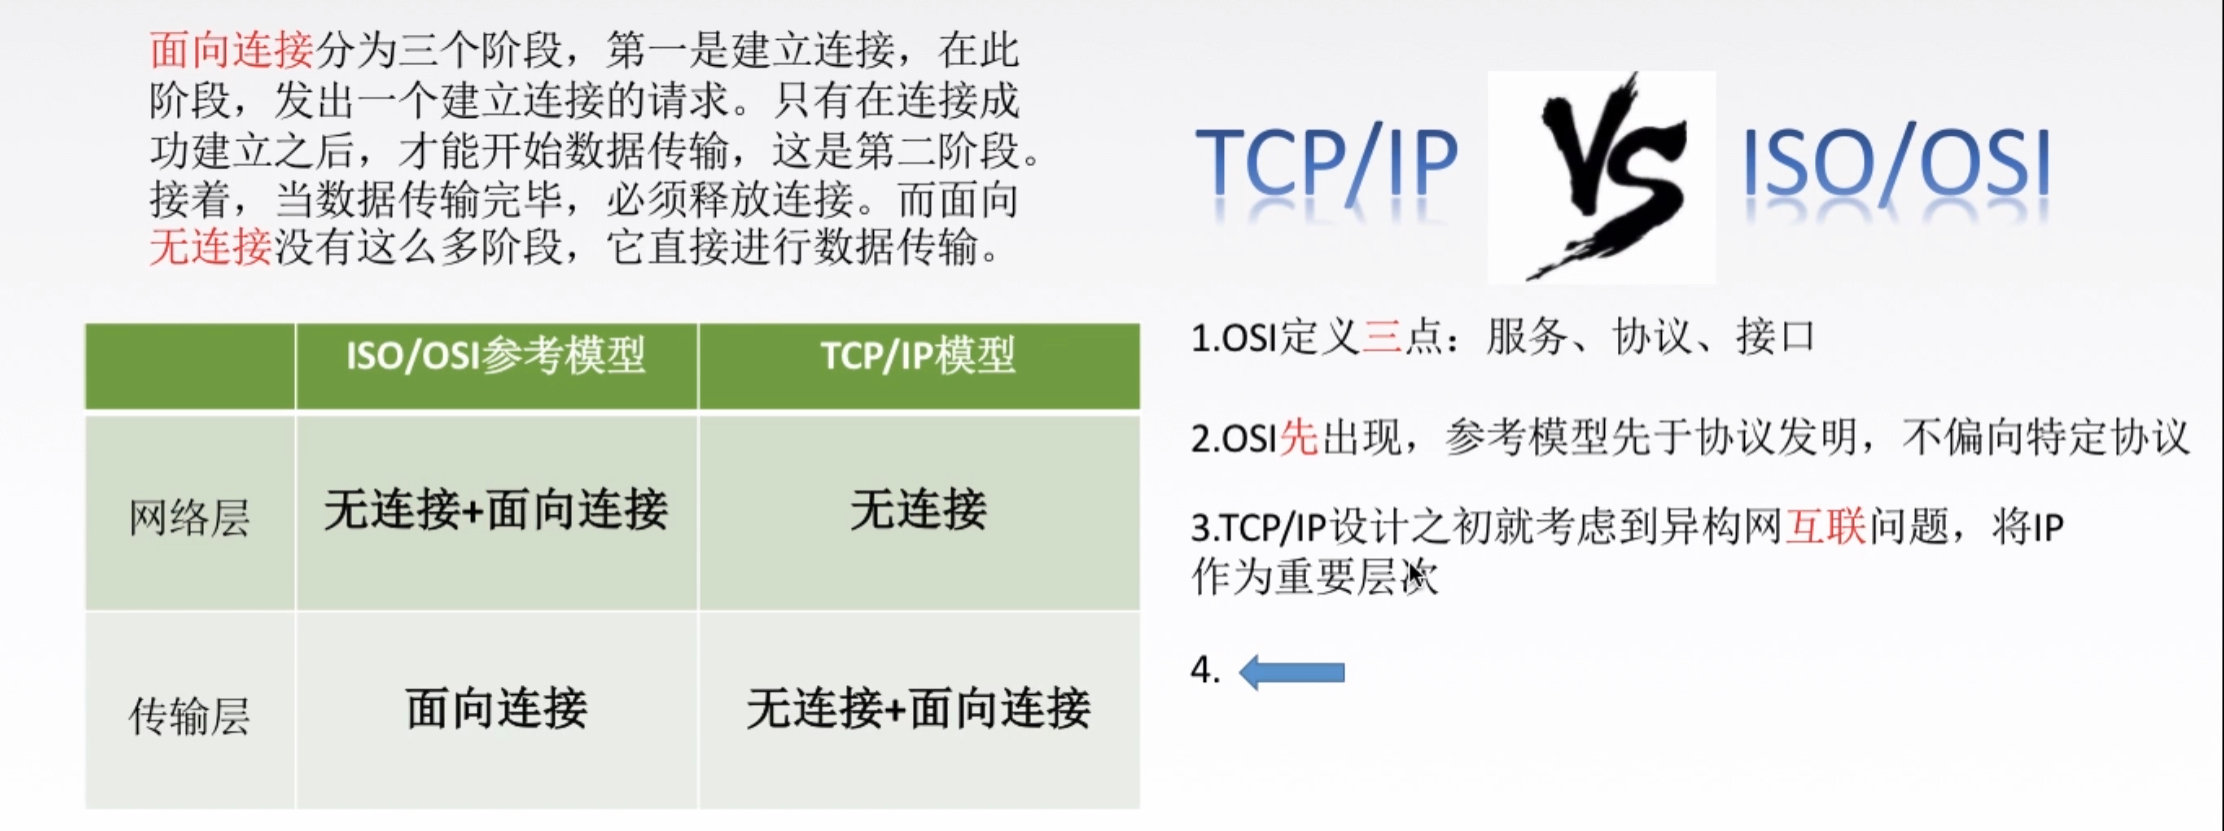 面向连接分为三个阶段，第一是建立连接，在此
阶段，发出一个建立连接的请求。只有在连接成
功建立之后，才能开始数据传输，这是第二阶段。
接着，当数据传输完毕，必须释放连接。而面向
无连接没有这么多阶段，它直接进行数据传输。
ISO/OSI参考模型 TCP/IP模型
网络层 无连接+面向连接 无连接
传输层 面向连接 无连接+面向连接
TCP/IP VS ISO/OSI
1.OSI定义三点：服务、协议、接口
2.OSI先出现，参考模型先于协议发明，不偏向特定协议
3.TCP/IP设计之初就考虑到异构网互联问题，将IP
作为重要层次
4.